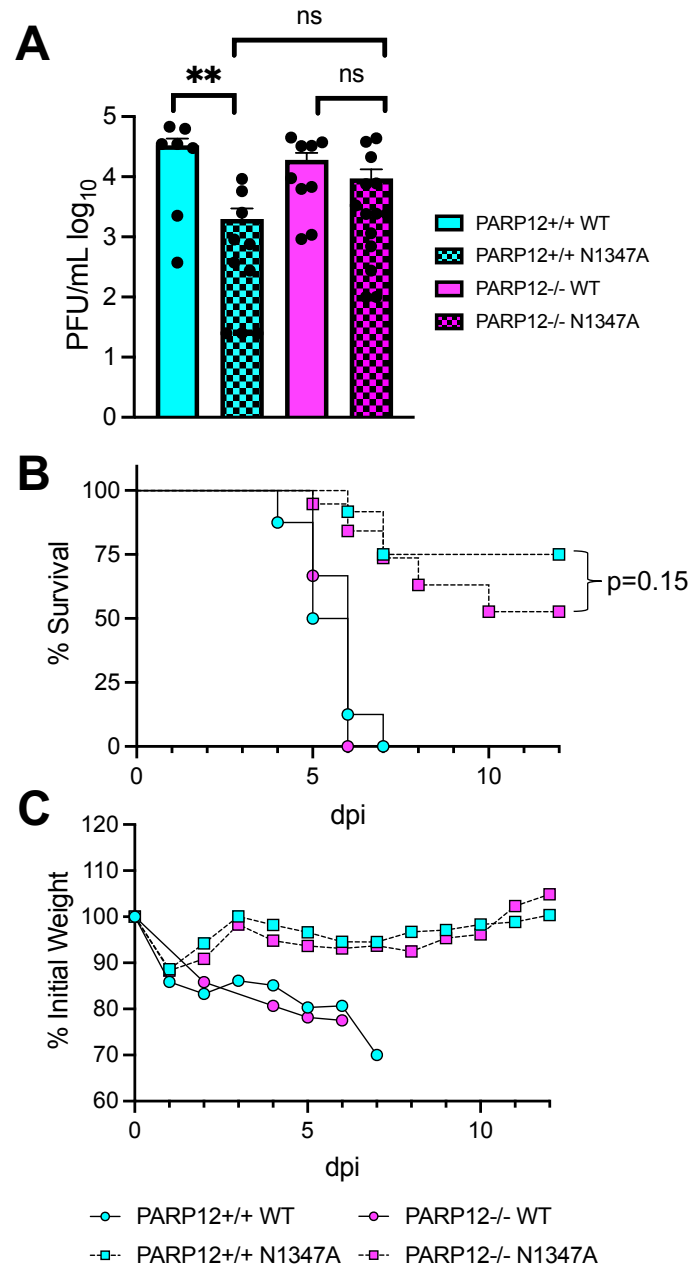 A
ns
**
ns
PFU/mL log10
5
4
3
2
1
0
PARP12+/+ WT
PARP12+/+ N1347A
PARP12-/- WT
PARP12-/- N1347A
B
% Survival
100
75
50
25
0
p=0.15
0 5 10
dpi
C
% Initial Weight
120
110
100
90
80
70
60
0 5 10
dpi
PARP12+/+ WT PARP12-/- WT
PARP12+/+ N1347A PARP12-/- N1347A